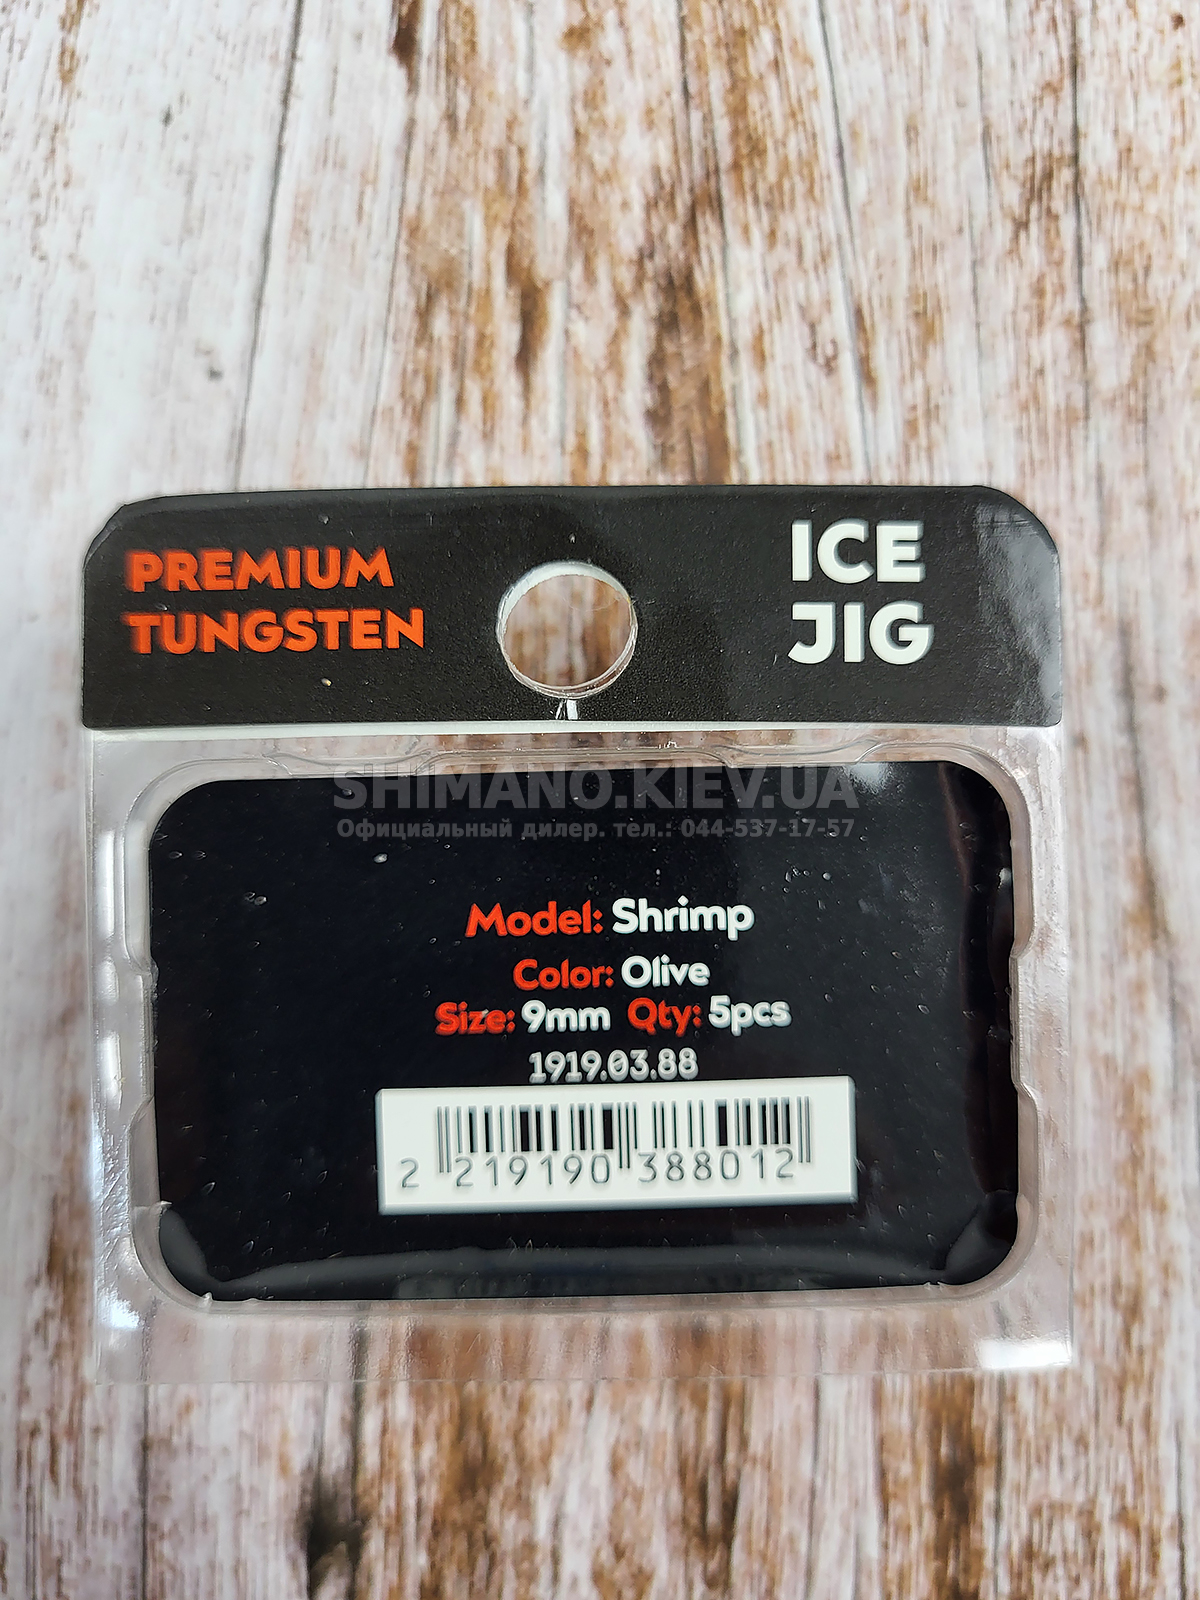 PREMIUM
TUNGSTEN
ICE
JIG
SHIMANO.KIEV.UA
Официальный дилер. тел.: 044-537-17-57
Model: Shrimp
Color: Olive
Size: 9mm Qty: 5pcs
1919.03.88
2 219190 388012